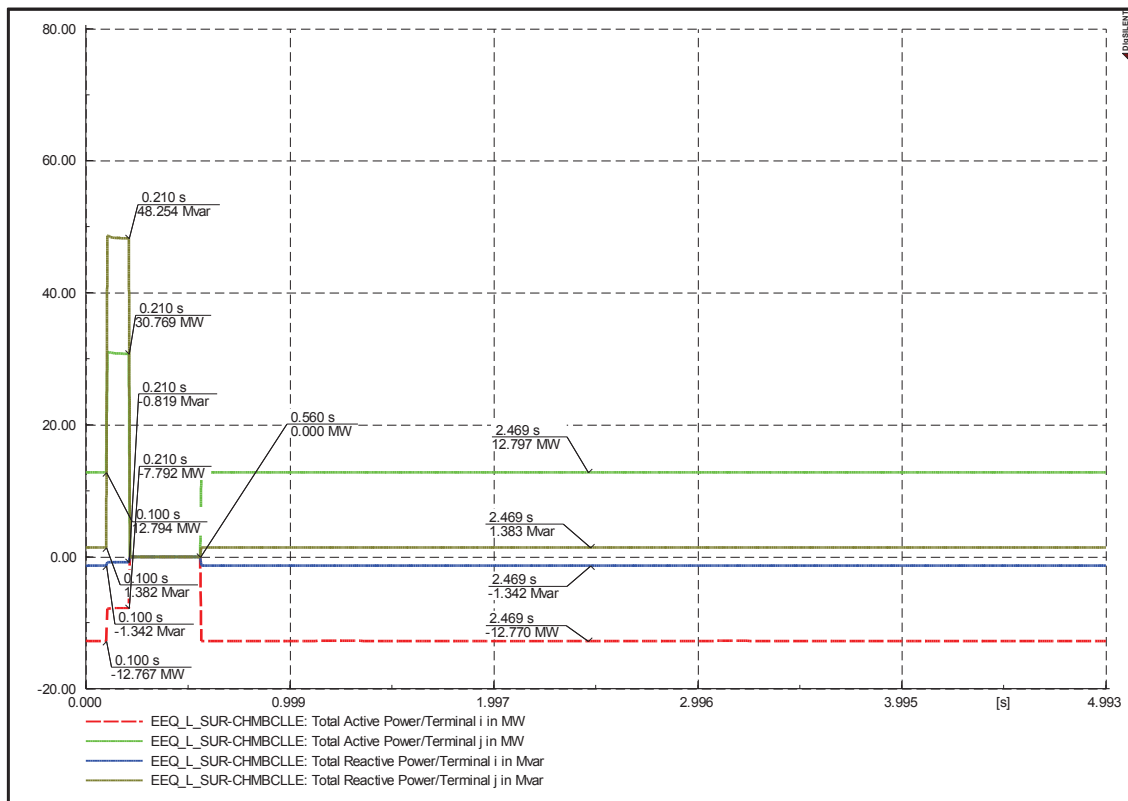 DIgSILENT
80.00
60.00
40.00
20.00
0.00
-20.00
0.210 s
48.254 Mvar
0.210 s
30.769 MW
0.210 s
-0.819 Mvar
0.210 s
-7.792 MW
0.560 s
0.000 MW
2.469 s
12.797 MW
0.100 s
12.794 MW
2.469 s
1.383 Mvar
0.100 s
1.382 Mvar
2.469 s
-1.342 Mvar
0.100 s
-1.342 Mvar
2.469 s
-12.770 MW
0.100 s
-12.767 MW
0.000 0.999 1.997 2.996 3.995 [s] 4.993
EEQ_L_SUR-CHMBCLLE: Total Active Power/Terminal i in MW
EEQ_L_SUR-CHMBCLLE: Total Active Power/Terminal j in MW
EEQ_L_SUR-CHMBCLLE: Total Reactive Power/Terminal i in Mvar
EEQ_L_SUR-CHMBCLLE: Total Reactive Power/Terminal j in Mvar